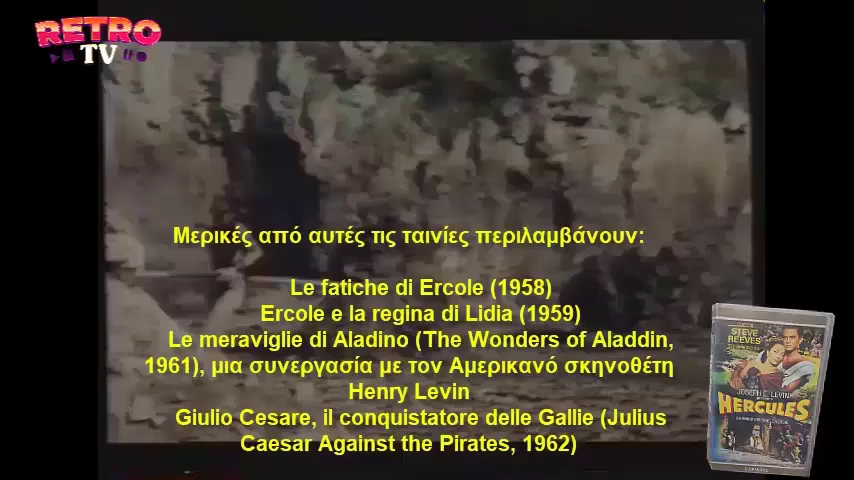 RETRO
TV
Μερικές από αυτές τις ταινίες περιλαμβάνουν:
Le fatiche di Ercole (1958)
Ercole e la regina di Lidia (1959)
Le meraviglie di Aladino (The Wonders of Aladdin,
1961), μια συνεργασία με τον Αμερικανό σκηνοθέτη
Henry Levin
Giulio Cesare, il conquistatore delle Gallie (Julius
Caesar Against the Pirates, 1962)
STEVE
REEVES
JOSEPH E. LEVINE
HERCULES